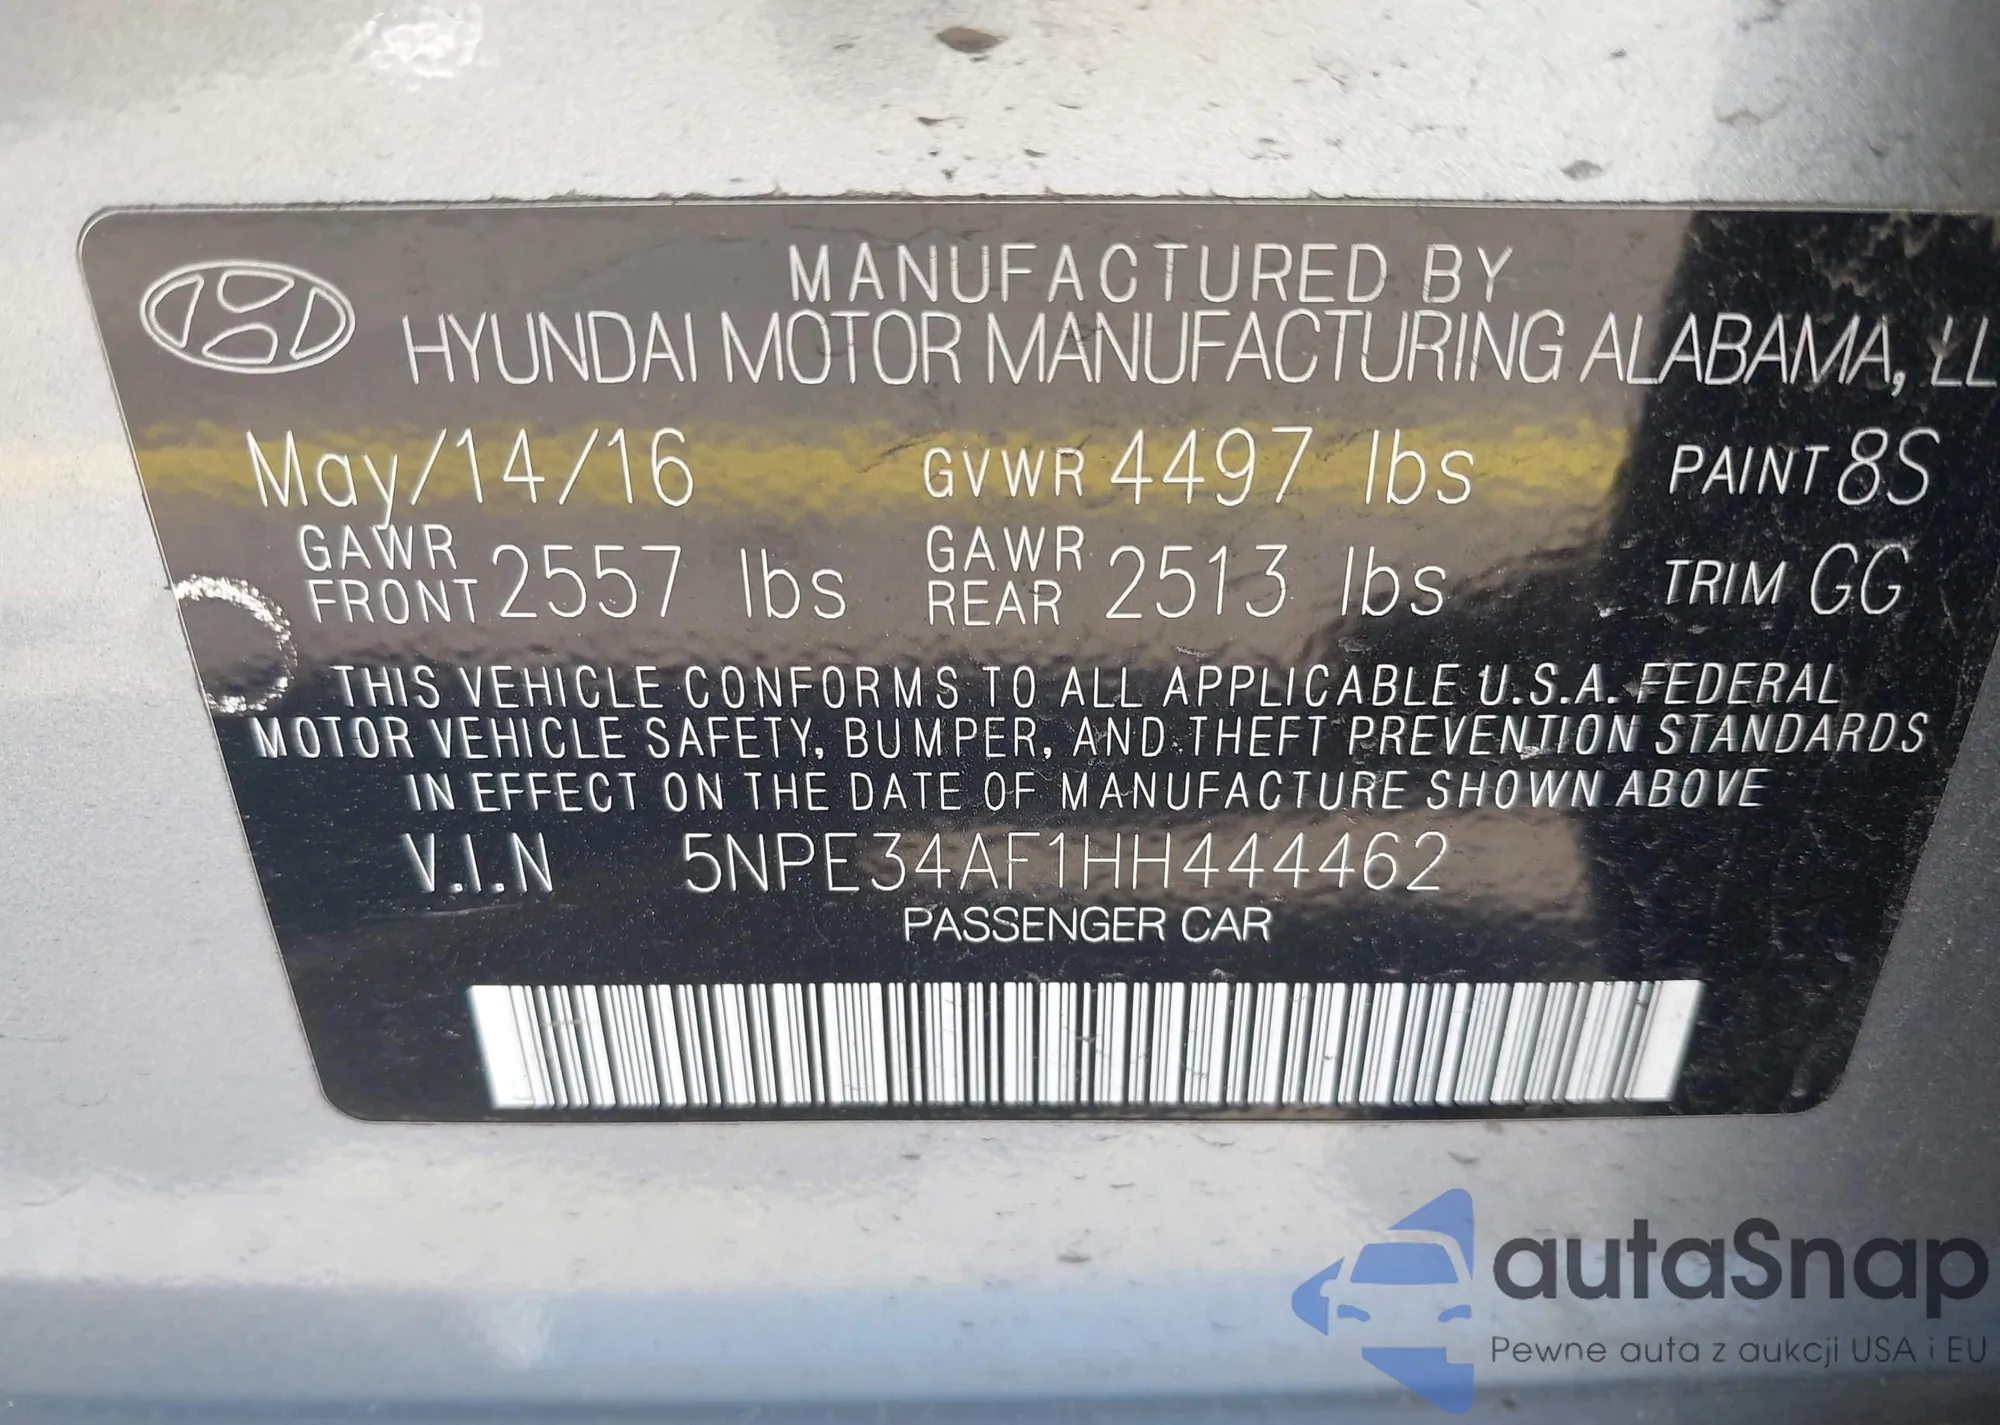 MANUFACTURED BY
HYUNDAI MOTOR MANUFACTURING ALABAMA, LL
May/14/16 GVWR 4497 lbs PAINT 8S
GAWR FRONT 2557 lbs GAWR REAR 2513 lbs TRIM GG
THIS VEHICLE CONFORMS TO ALL APPLICABLE U.S.A. FEDERAL
MOTOR VEHICLE SAFETY, BUMPER, AND THEFT PREVENTION STANDARDS
IN EFFECT ON THE DATE OF MANUFACTURE SHOWN ABOVE
V.I.N 5NPE34AF1HH444462
PASSENGER CAR
autaSnap
Pewne auta z aukcji USA i EU